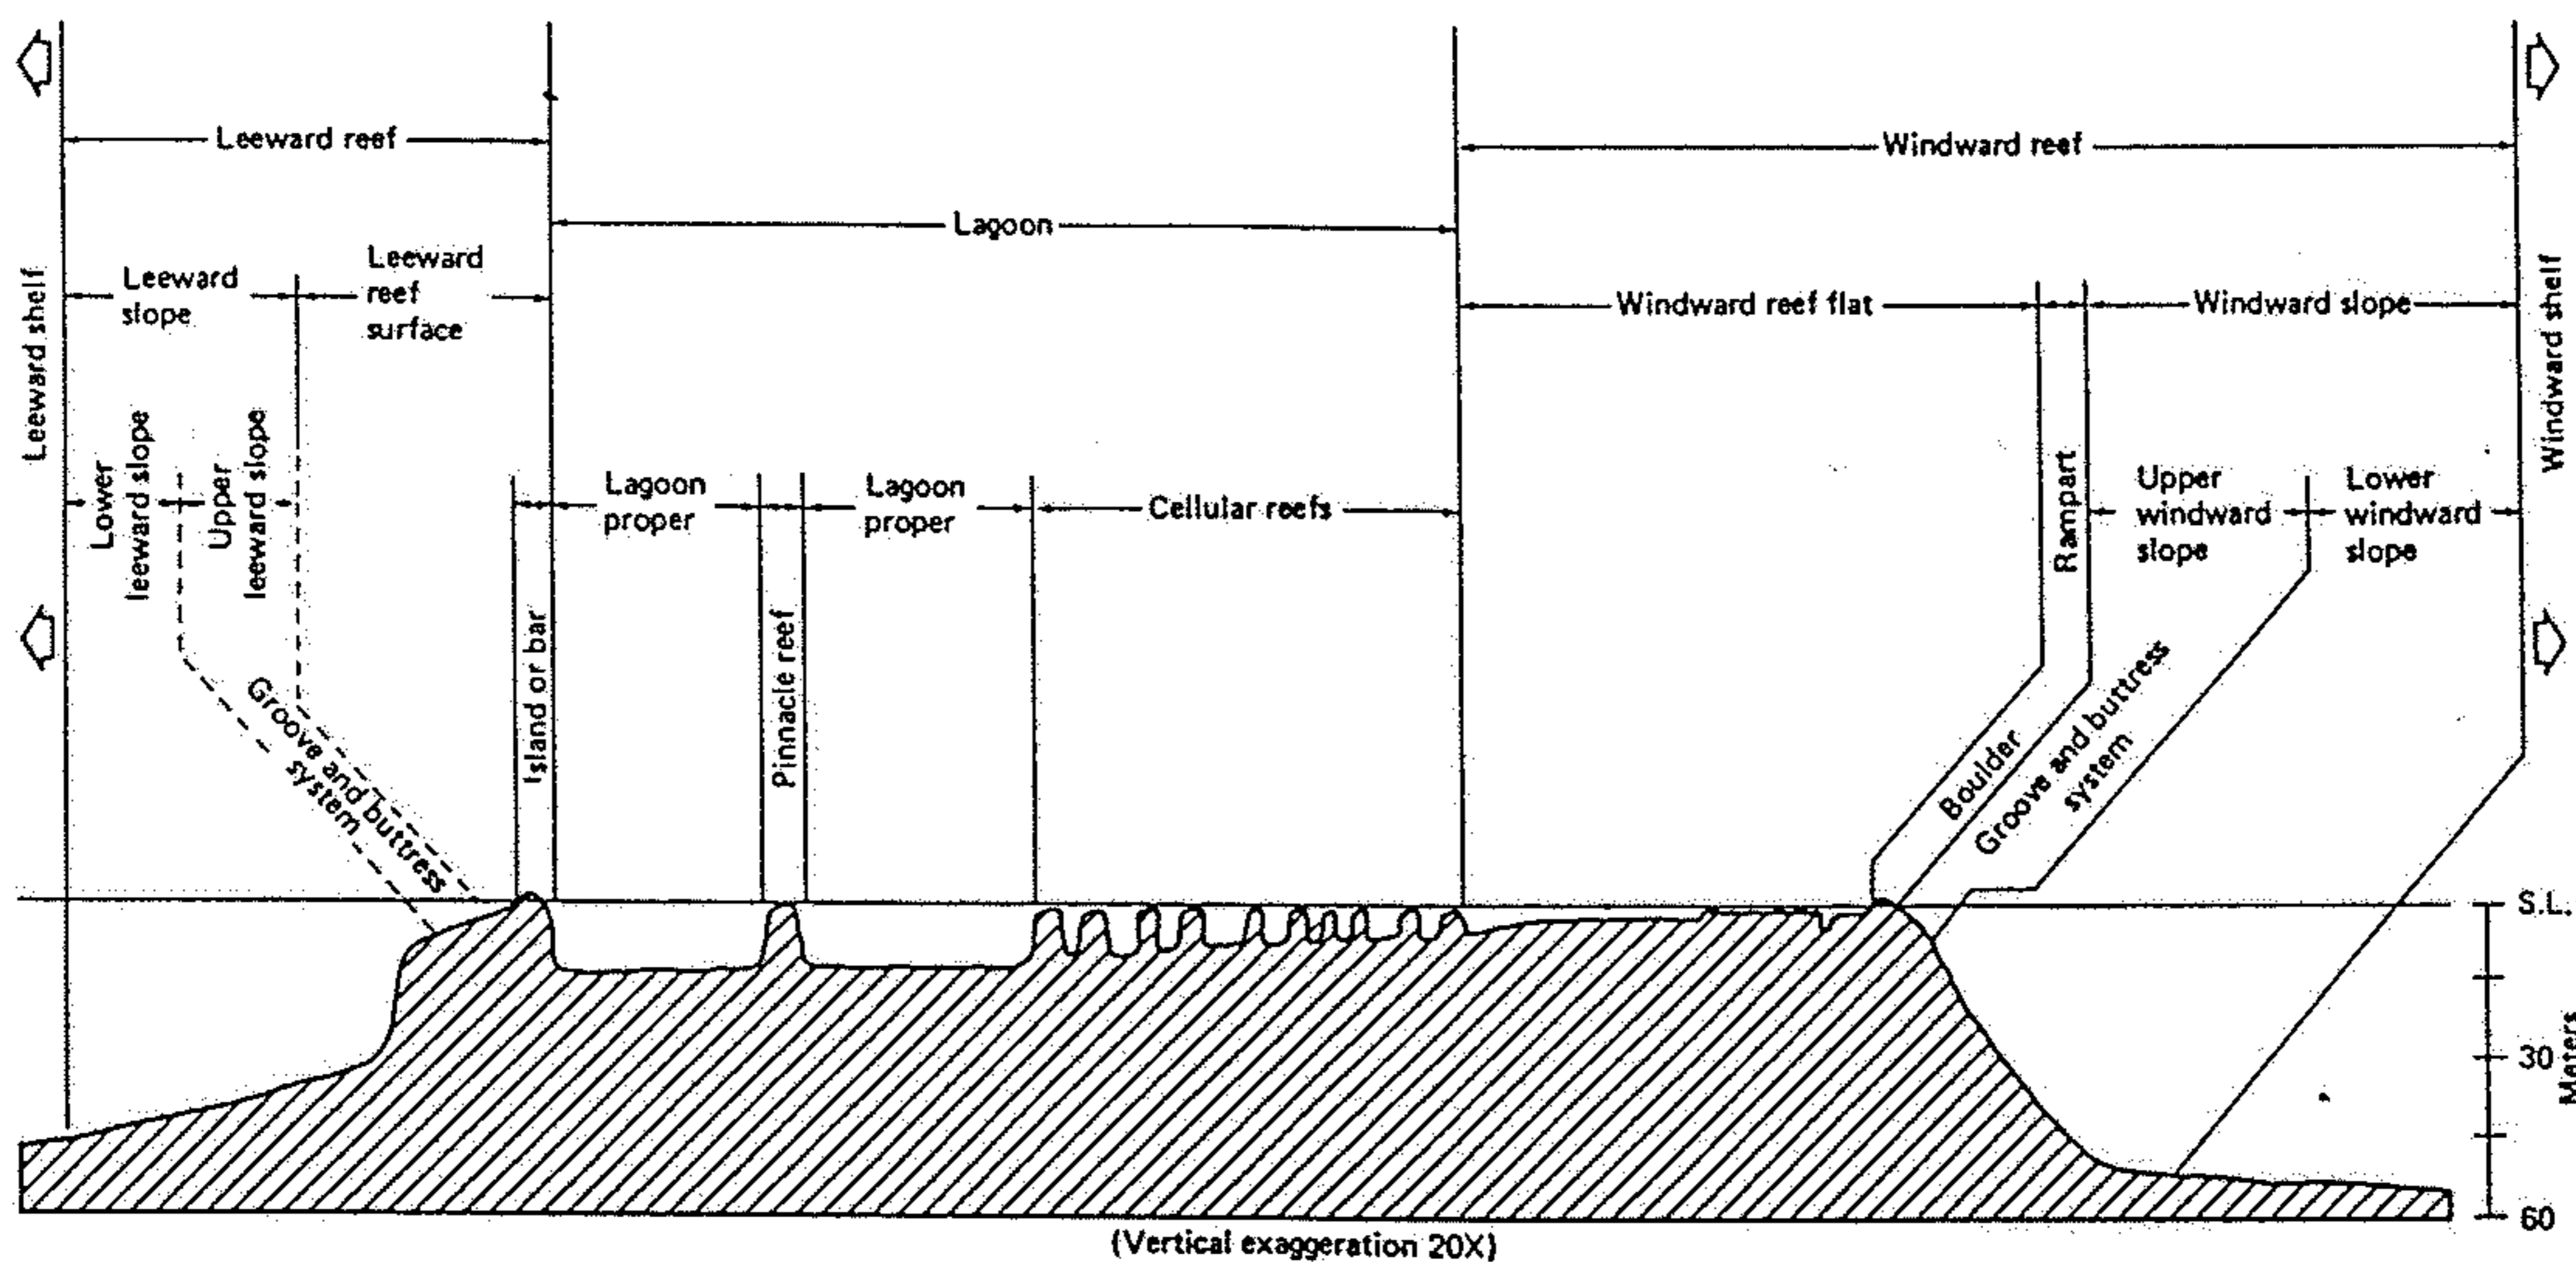 Leeward reef
Windward reef
Lagoon
Leeward shelf
Leeward
slope
Leeward
reef
surface
Windward reef flat
Windward slope
Windward shelf
Lower
leeward slope
Upper
leeward slope
Lagoon
proper
Lagoon
proper
Cellular reefs
Rampart
Upper
windward
slope
Lower
windward
slope
Groove and buttress
system
Island or bar
Pinnacle reef
Boulder
Groove and buttress
system
S.L.
30
Meters
60
(Vertical exaggeration 20X)